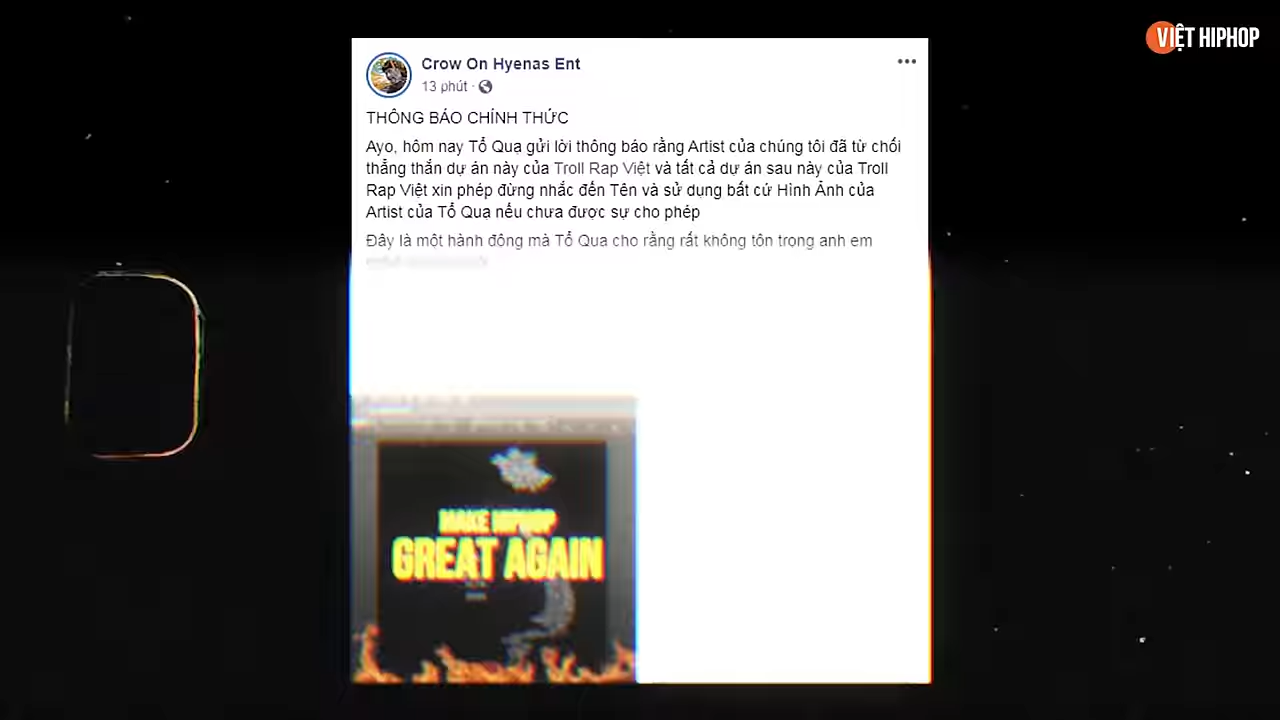 VIỆT HIPHOP
Crow On Hyenas Ent
13 phút ·
THÔNG BÁO CHÍNH THỨC
Ayo, hôm nay Tổ Quạ gửi lời thông báo rằng Artist của chúng tôi đã từ chối
thẳng thắn dự án này của Troll Rap Việt và tất cả dự án sau này của Troll
Rap Việt xin phép đừng nhắc đến Tên và sử dụng bất cứ Hình Ảnh của
Artist của Tổ Quạ nếu chưa được sự cho phép
Đây là một hành động mà Tổ Quạ cho rằng rất không tôn trọng anh em
MAKE HIPHOP
GREAT AGAIN